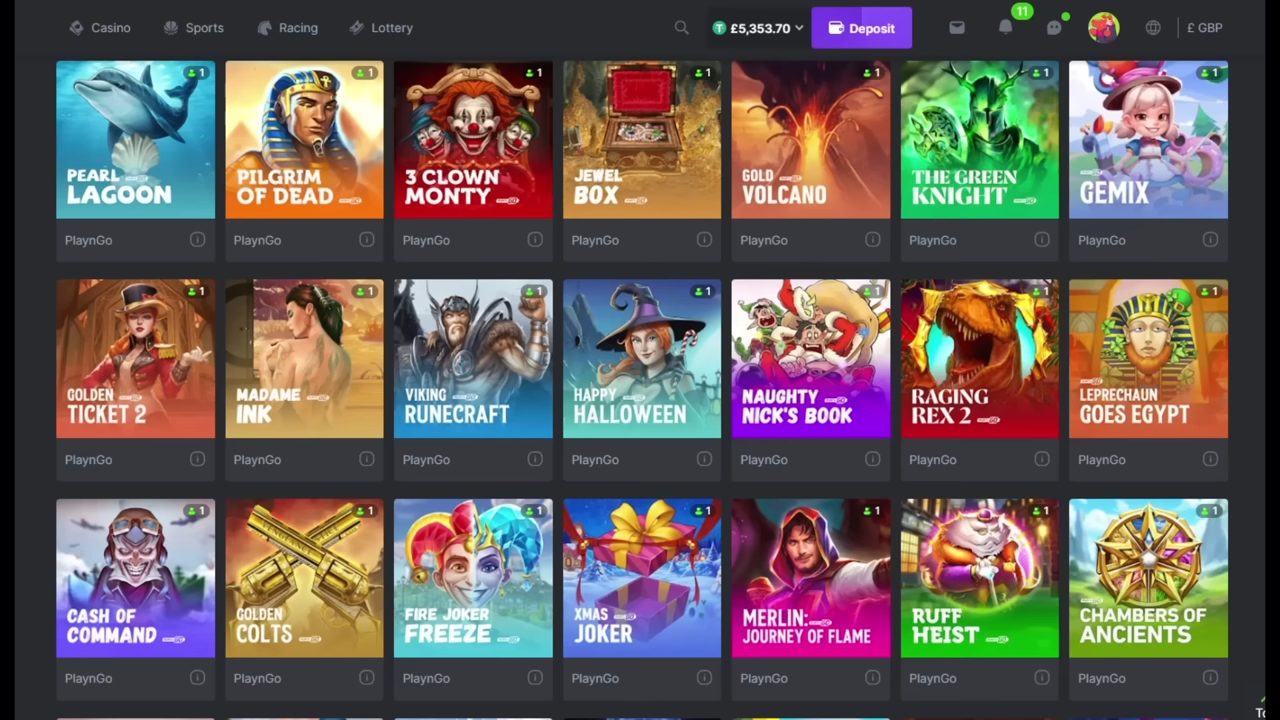 Casino
Sports
Racing
Lottery
£5,353.70
Deposit
11
£ GBP
1
1
1
1
1
1
1
PEARL
LAGOON
PILGRIM
OF DEAD
3 CLOWN
MONTY
JEWEL
BOX
GOLD
VOLCANO
THE GREEN
KNIGHT
GEMIX
PlaynGo
PlaynGo
PlaynGo
PlaynGo
PlaynGo
PlaynGo
PlaynGo
1
1
1
1
1
1
1
GOLDEN
TICKET 2
MADAME
INK
VIKING
RUNECRAFT
HAPPY
HALLOWEEN
NAUGHTY
NICK'S BOOK
RAGING
REX 2
LEPRECHAUN
GOES EGYPT
PlaynGo
PlaynGo
PlaynGo
PlaynGo
PlaynGo
PlaynGo
PlaynGo
1
1
1
1
1
1
1
CASH OF
COMMAND
GOLDEN
COLTS
FIRE JOKER
FREEZE
XMAS
JOKER
MERLIN:
JOURNEY OF FLAME
RUFF
HEIST
CHAMBERS OF
ANCIENTS
PlaynGo
PlaynGo
PlaynGo
PlaynGo
PlaynGo
PlaynGo
PlaynGo